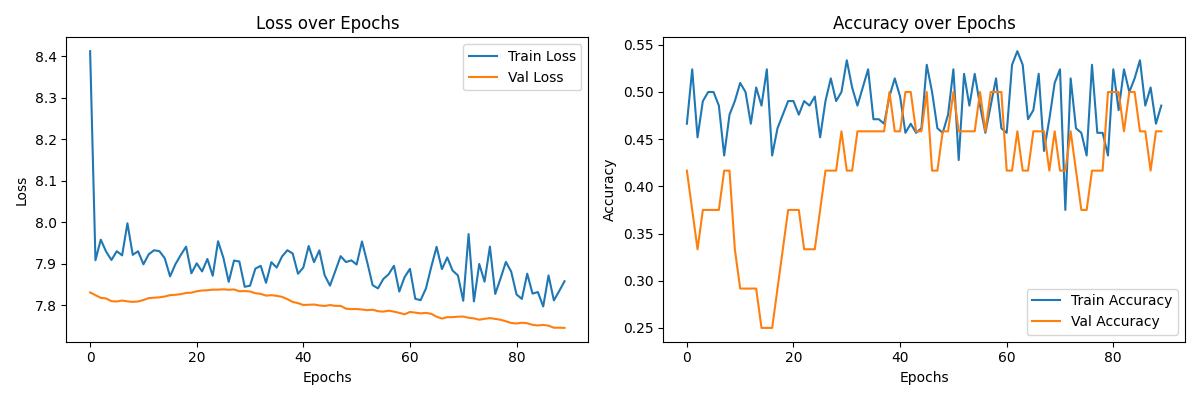 Loss over Epochs
8.4
8.3
8.2
8.1
8.0
7.9
7.8
Loss
0
20
40
60
80
Epochs
Train Loss
Val Loss
Accuracy over Epochs
0.55
0.50
0.45
0.40
0.35
0.30
0.25
Accuracy
0
20
40
60
80
Epochs
Train Accuracy
Val Accuracy